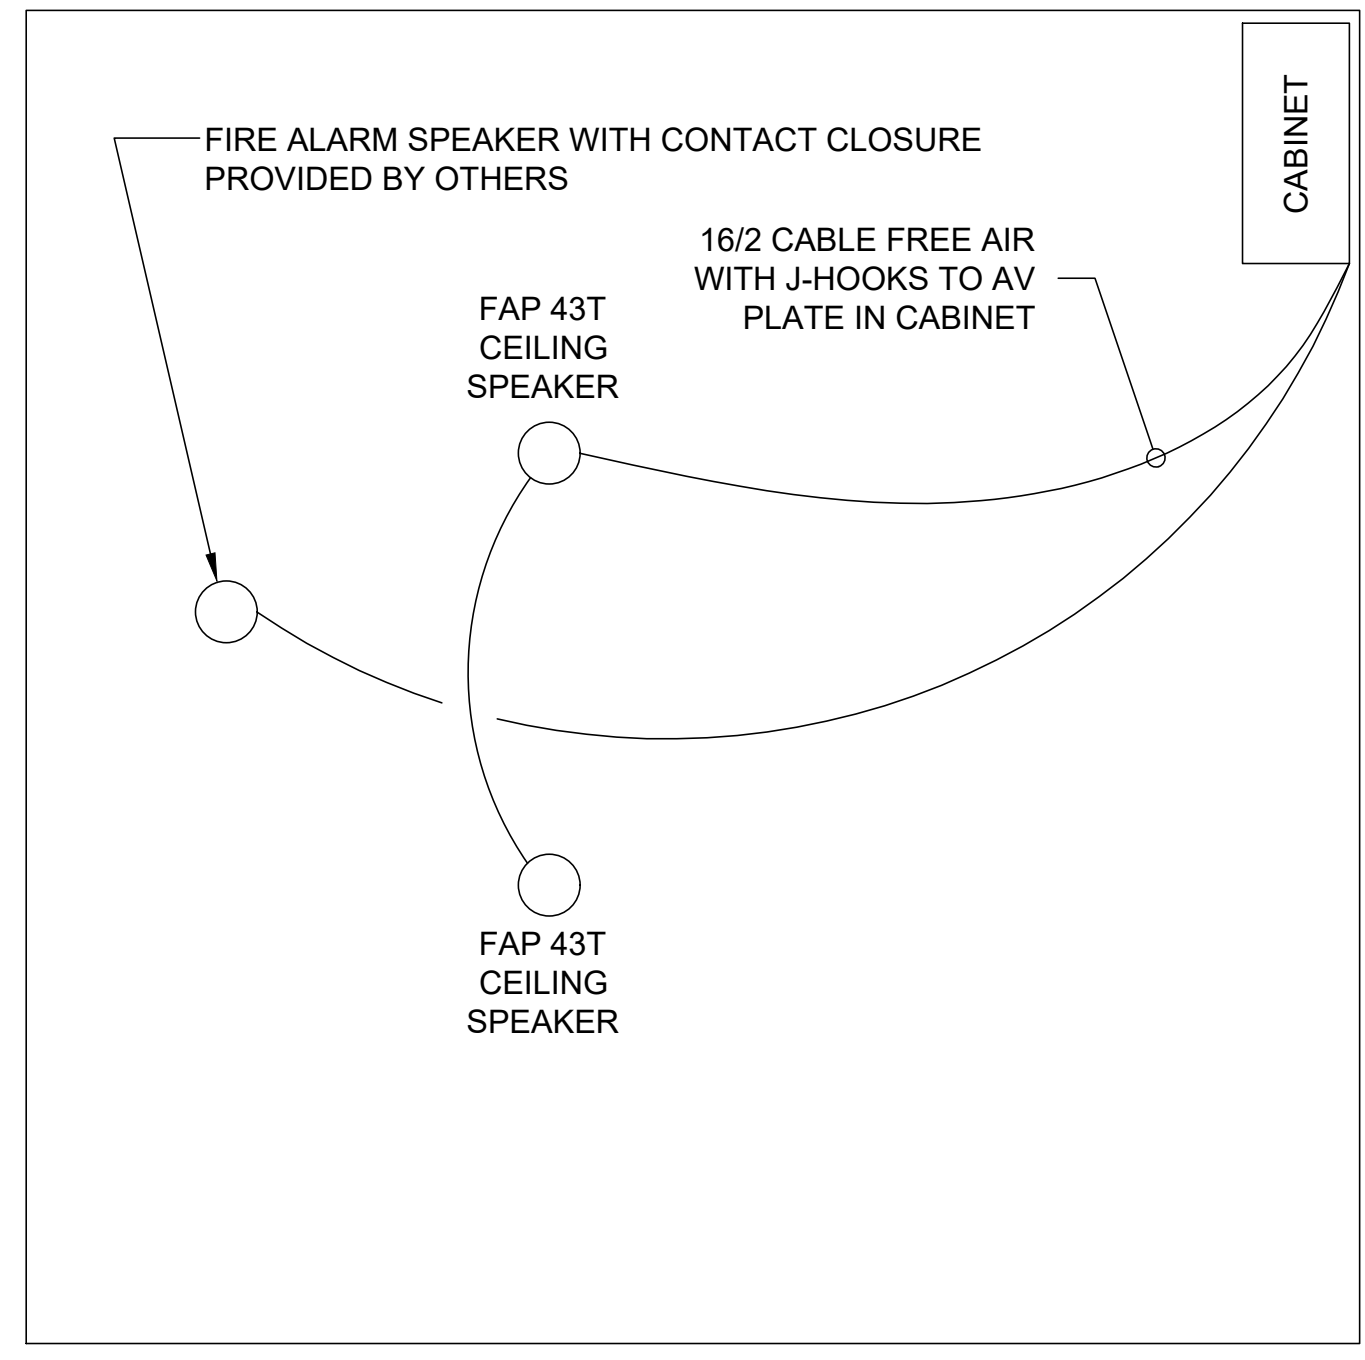 CABINET
FIRE ALARM SPEAKER WITH CONTACT CLOSURE
PROVIDED BY OTHERS
16/2 CABLE FREE AIR
WITH J-HOOKS TO AV
PLATE IN CABINET
FAP 43T
CEILING
SPEAKER
FAP 43T
CEILING
SPEAKER